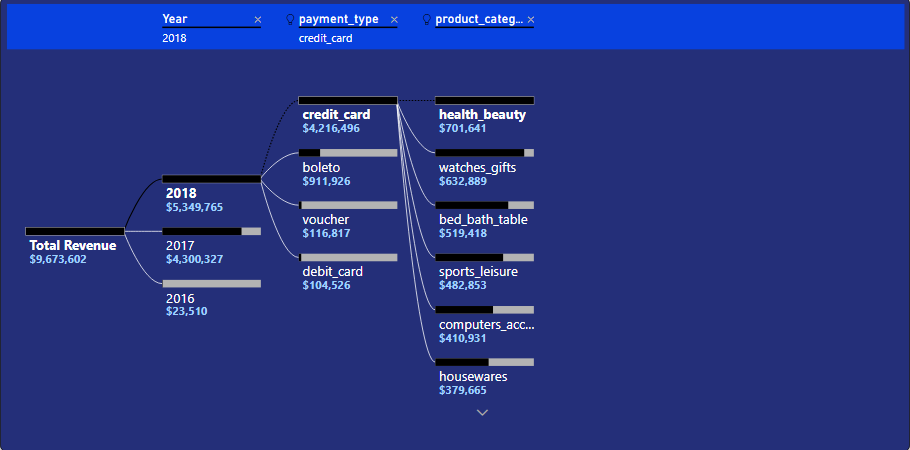 Year
payment_type
product_categ...
2018
credit_card
credit_card
$4,216,496
health_beauty
$701,641
boleto
$911,926
watches_gifts
$632,889
2018
$5,349,765
voucher
$116,817
bed_bath_table
$519,418
Total Revenue
$9,673,602
2017
$4,300,327
debit_card
$104,526
sports_leisure
$482,853
2016
$23,510
computers_acc...
$410,931
housewares
$379,665